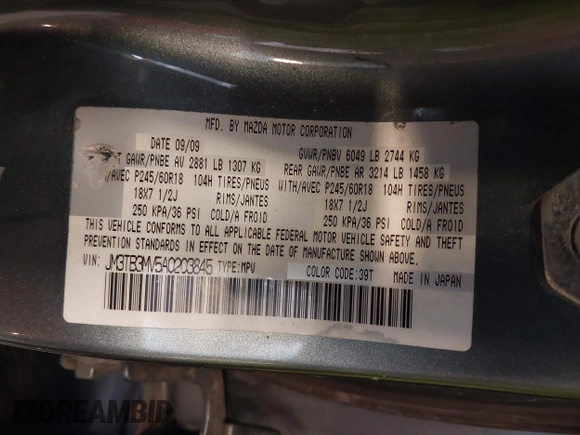 MFD. BY MAZDA MOTOR CORPORATION
DATE 09/09 GVWR/PNBV 6049 LB 2744 KG
GAWR/PNBE AV 2881 LB 1307 KG REAR GAWR/PNBE AR 3214 LB 1458 KG
/AVEC P245/60R18 104H TIRES/PNEUS WITH/AVEC P245/60R18 104H TIRES/PNEUS
18X7 1/2J RIMS/JANTES 18X7 1/2J RIMS/JANTES
250 KPA/36 PSI COLD/A FROID 250 KPA/36 PSI COLD/A FROID
THIS VEHICLE CONFORMS TO ALL APPLICABLE FEDERAL MOTOR VEHICLE SAFETY AND THEFT
PREVENTION STANDARDS IN EFFECT ON THE DATE OF MANUFACTURE SHOWN ABOVE.
VIN: JM3TB3MV5A0203845 TYPE:MPV COLOR CODE:39T MADE IN JAPAN
DREAMBID